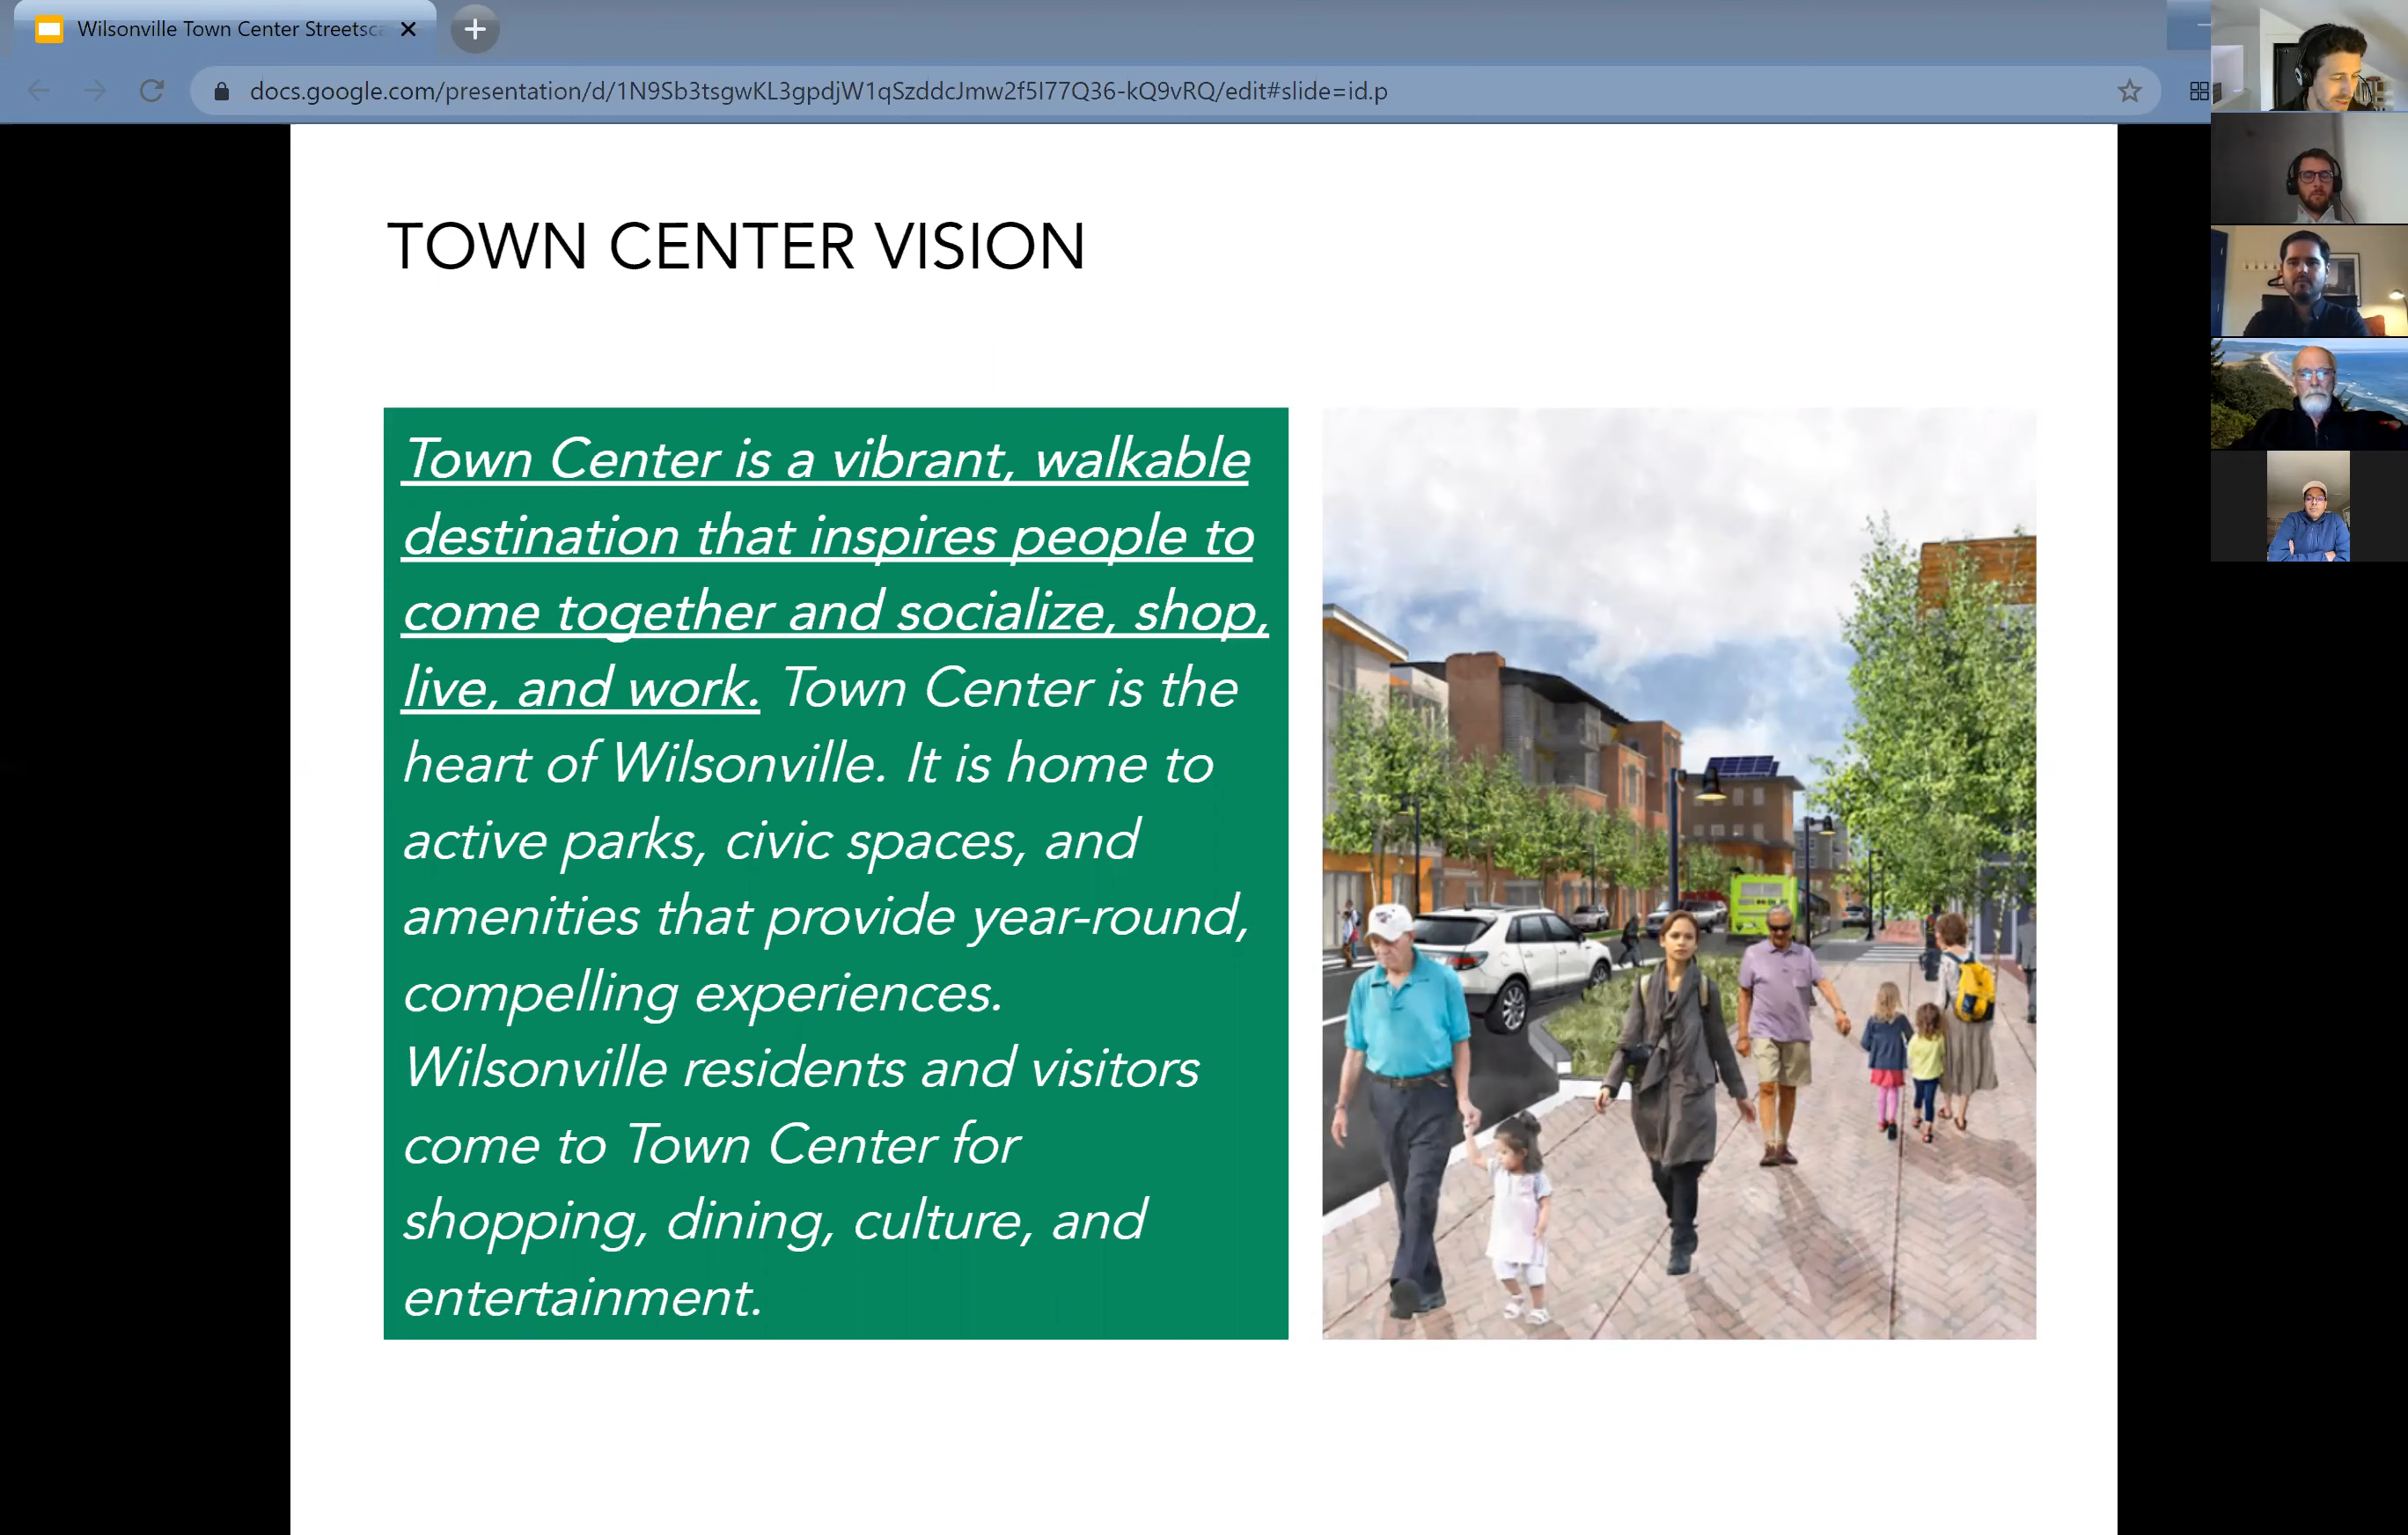 Wilsonville Town Center Streetsca
docs.google.com/presentation/d/1N9Sb3tsgwKL3gpdjW1qSzddcJmw2f5I77Q36-kQ9vRQ/edit#slide=id.p
TOWN CENTER VISION
Town Center is a vibrant, walkable
destination that inspires people to
come together and socialize, shop,
live, and work. Town Center is the
heart of Wilsonville. It is home to
active parks, civic spaces, and
amenities that provide year-round,
compelling experiences.
Wilsonville residents and visitors
come to Town Center for
shopping, dining, culture, and
entertainment.